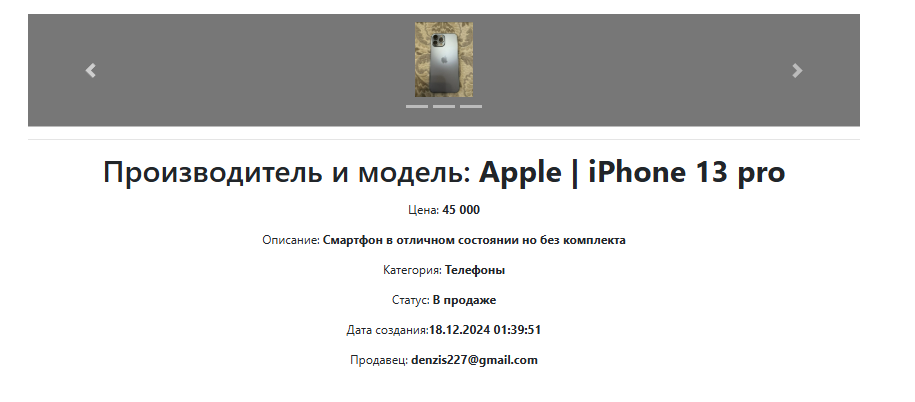 Производитель и модель: Apple | iPhone 13 pro
Цена: 45 000
Описание: Смартфон в отличном состоянии но без комплекта
Категория: Телефоны
Статус: В продаже
Дата создания:18.12.2024 01:39:51
Продавец: denzis227@gmail.com